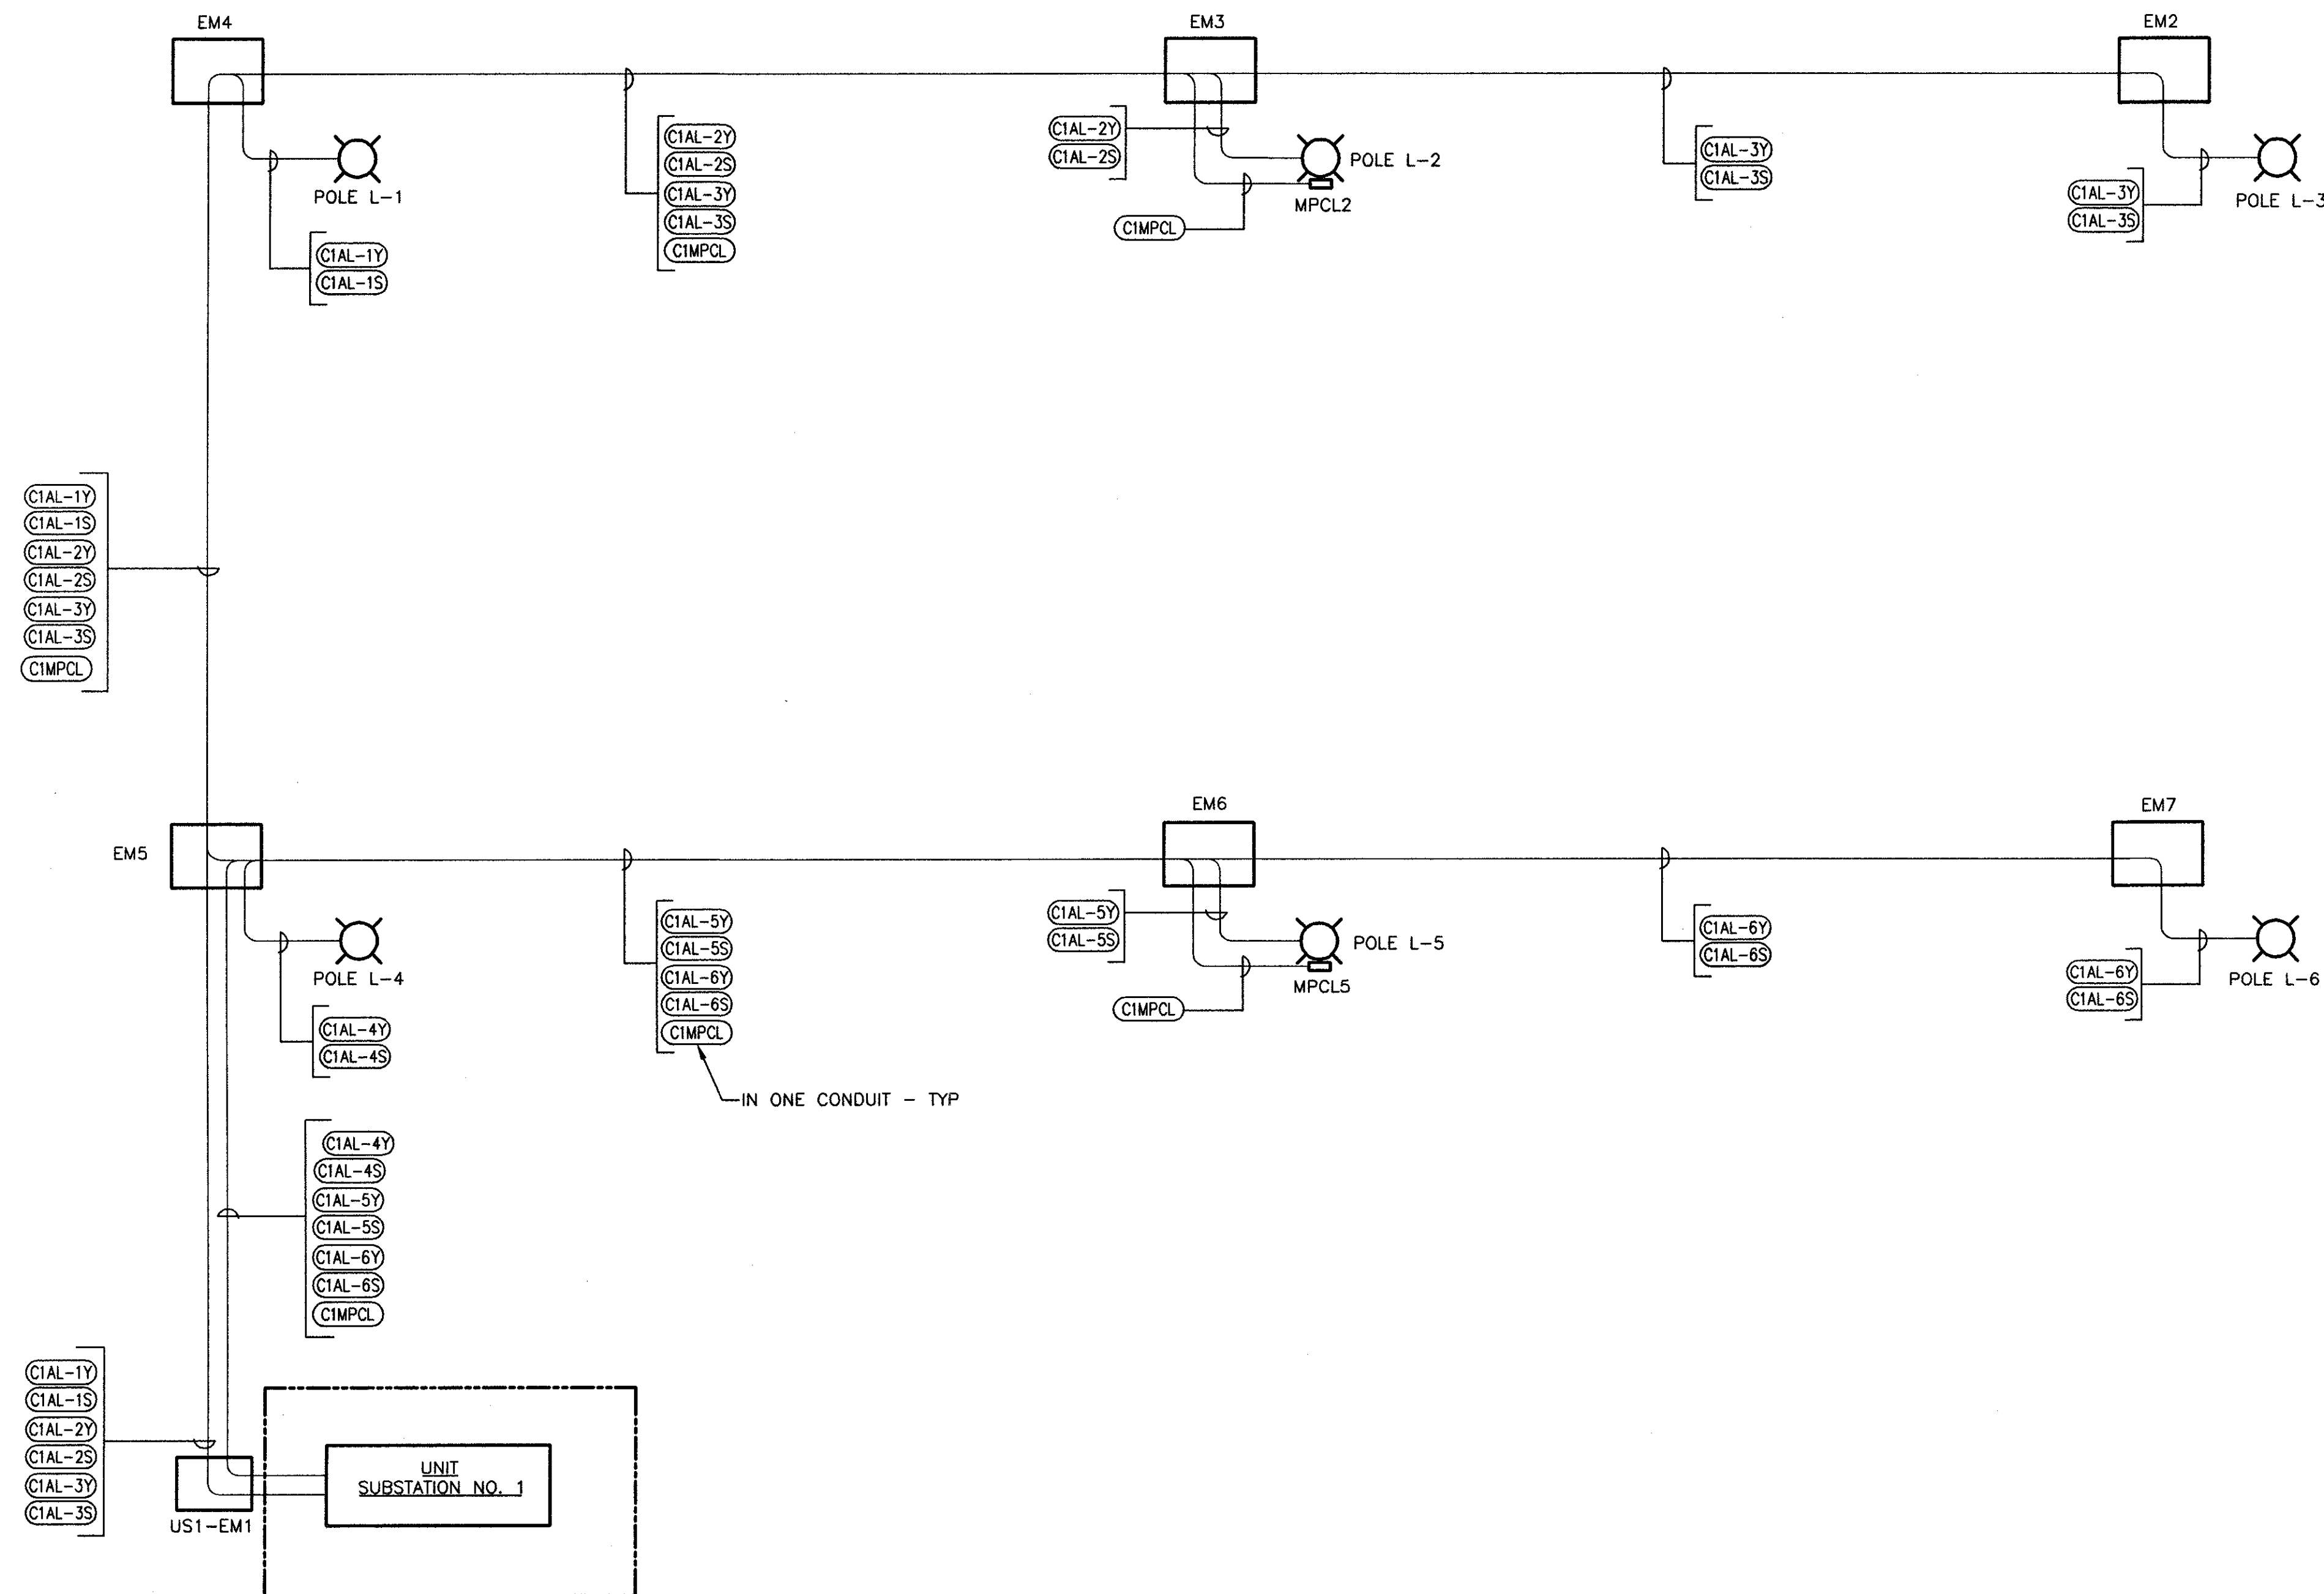 EM4
EM3
EM2
POLE L-1
C1AL-1Y
C1AL-1S
C1AL-2Y
C1AL-2S
C1AL-3Y
C1AL-3S
C1MPCL
C1AL-2Y
C1AL-2S
POLE L-2
MPCL2
C1MPCL
C1AL-3Y
C1AL-3S
C1AL-3Y
C1AL-3S
POLE L-3
C1AL-1Y
C1AL-1S
C1AL-2Y
C1AL-2S
C1AL-3Y
C1AL-3S
C1MPCL
EM5
EM6
EM7
POLE L-4
C1AL-4Y
C1AL-4S
C1AL-5Y
C1AL-5S
C1AL-6Y
C1AL-6S
C1MPCL
IN ONE CONDUIT - TYP
C1AL-5Y
C1AL-5S
POLE L-5
MPCL5
C1MPCL
C1AL-6Y
C1AL-6S
C1AL-6Y
C1AL-6S
POLE L-6
C1AL-4Y
C1AL-4S
C1AL-5Y
C1AL-5S
C1AL-6Y
C1AL-6S
C1MPCL
C1AL-1Y
C1AL-1S
C1AL-2Y
C1AL-2S
C1AL-3Y
C1AL-3S
US1-EM1
UNIT
SUBSTATION NO. 1